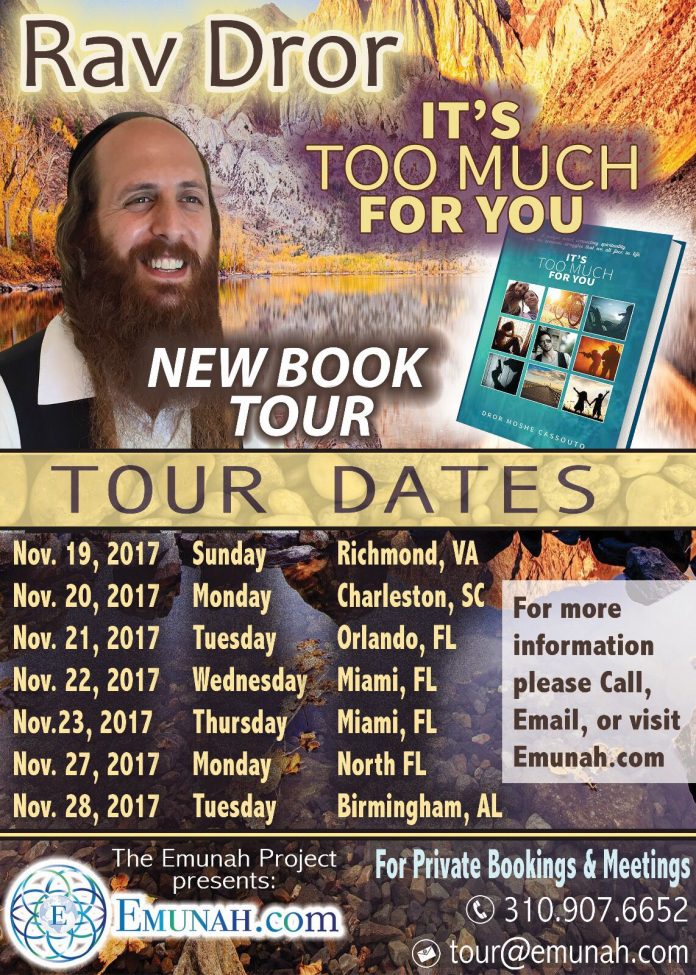 Rav Dror
IT'S
TOO MUCH
FOR YOU
IT'S
TOO MUCH
FOR YOU
DROR MOSHE CASSOUTO
NEW BOOK
TOUR
TOUR DATES
Nov. 19, 2017 Sunday Richmond, VA
Nov. 20, 2017 Monday Charleston, SC
Nov. 21, 2017 Tuesday Orlando, FL
Nov. 22, 2017 Wednesday Miami, FL
Nov.23, 2017 Thursday Miami, FL
Nov. 27, 2017 Monday North FL
Nov. 28, 2017 Tuesday Birmingham, AL
For more
information
please Call,
Email, or visit
Emunah.com
The Emunah Project
presents:
E
EMUNAH.com
For Private Bookings & Meetings
310.907.6652
tour@emunah.com